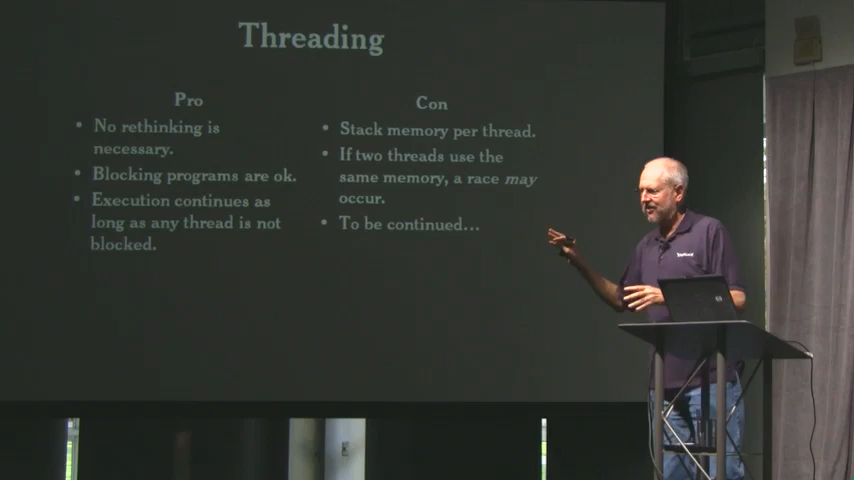 Threading
Pro
• No rethinking is
necessary.
• Blocking programs are ok.
• Execution continues as
long as any thread is not
blocked.
Con
• Stack memory per thread.
• If two threads use the
same memory, a race may
occur.
• To be continued...
YAHOO!